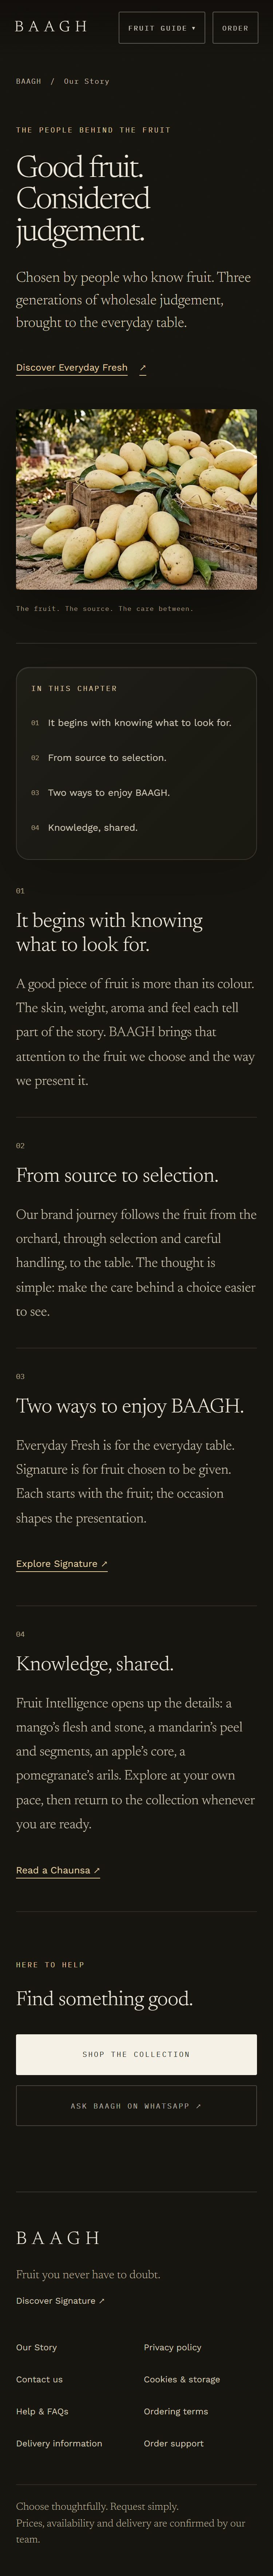 BAAGH
FRUIT GUIDE ▾
ORDER
BAAGH / Our Story
THE PEOPLE BEHIND THE FRUIT
Good fruit.
Considered
judgement.
Chosen by people who know fruit. Three
generations of wholesale judgement,
brought to the everyday table.
Discover Everyday Fresh ↗
The fruit. The source. The care between.
IN THIS CHAPTER
01 It begins with knowing what to look for.
02 From source to selection.
03 Two ways to enjoy BAAGH.
04 Knowledge, shared.
01
It begins with knowing
what to look for.
A good piece of fruit is more than its colour.
The skin, weight, aroma and feel each tell
part of the story. BAAGH brings that
attention to the fruit we choose and the way
we present it.
02
From source to selection.
Our brand journey follows the fruit from the
orchard, through selection and careful
handling, to the table. The thought is
simple: make the care behind a choice easier
to see.
03
Two ways to enjoy BAAGH.
Everyday Fresh is for the everyday table.
Signature is for fruit chosen to be given.
Each starts with the fruit; the occasion
shapes the presentation.
Explore Signature ↗
04
Knowledge, shared.
Fruit Intelligence opens up the details: a
mango’s flesh and stone, a mandarin’s peel
and segments, an apple’s core, a
pomegranate’s arils. Explore at your own
pace, then return to the collection whenever
you are ready.
Read a Chaunsa ↗
HERE TO HELP
Find something good.
SHOP THE COLLECTION
ASK BAAGH ON WHATSAPP ↗
BAAGH
Fruit you never have to doubt.
Discover Signature ↗
Our Story
Privacy policy
Contact us
Cookies & storage
Help & FAQs
Ordering terms
Delivery information
Order support
Choose thoughtfully. Request simply.
Prices, availability and delivery are confirmed by our
team.